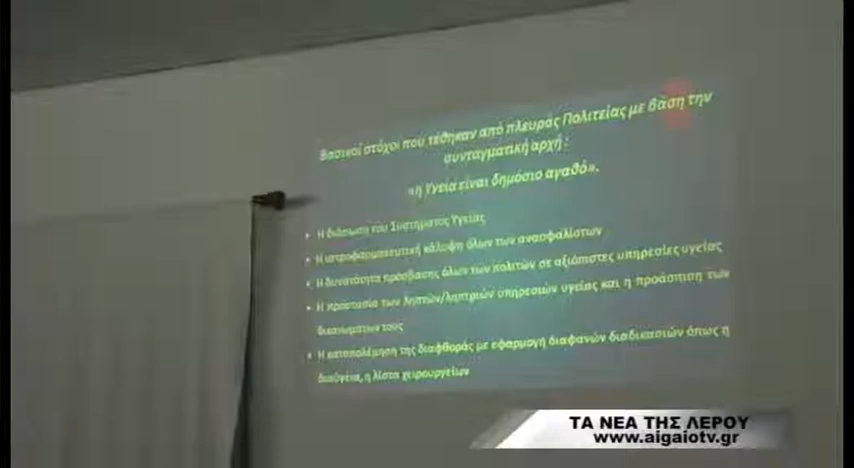 Βασικοί στόχοι που τέθηκαν από πλευράς Πολιτείας με βάση την
συνταγματική αρχή :
«η Υγεία είναι δημόσιο αγαθό».
• Η διάσωση του Συστήματος Υγείας
• Η ιατροφαρμακευτική κάλυψη όλων των ανασφαλίστων
• Η δυνατότητα πρόσβασης όλων των πολιτών σε αξιόπιστες υπηρεσίες υγείας
• Η προστασία των ληπτών/ληπτριών υπηρεσιών υγείας και η προάσπιση των
δικαιωμάτων τους
• Η καταπολέμηση της διαφθοράς με εφαρμογή διαφανών διαδικασιών όπως η
διαύγεια, η λίστα χειρουργείων
ΤΑ ΝΕΑ ΤΗΣ ΛΕΡΟΥ
www.aigaiotv.gr